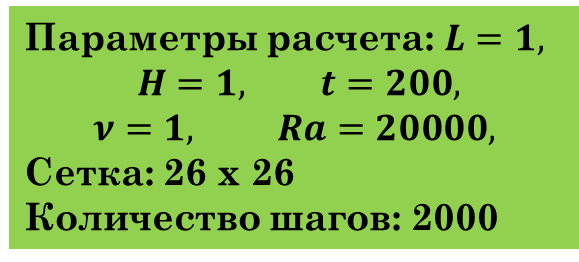 Параметры расчета: L = 1,
H = 1, t = 200,
ν = 1, Ra = 20000,
Сетка: 26 х 26
Количество шагов: 2000